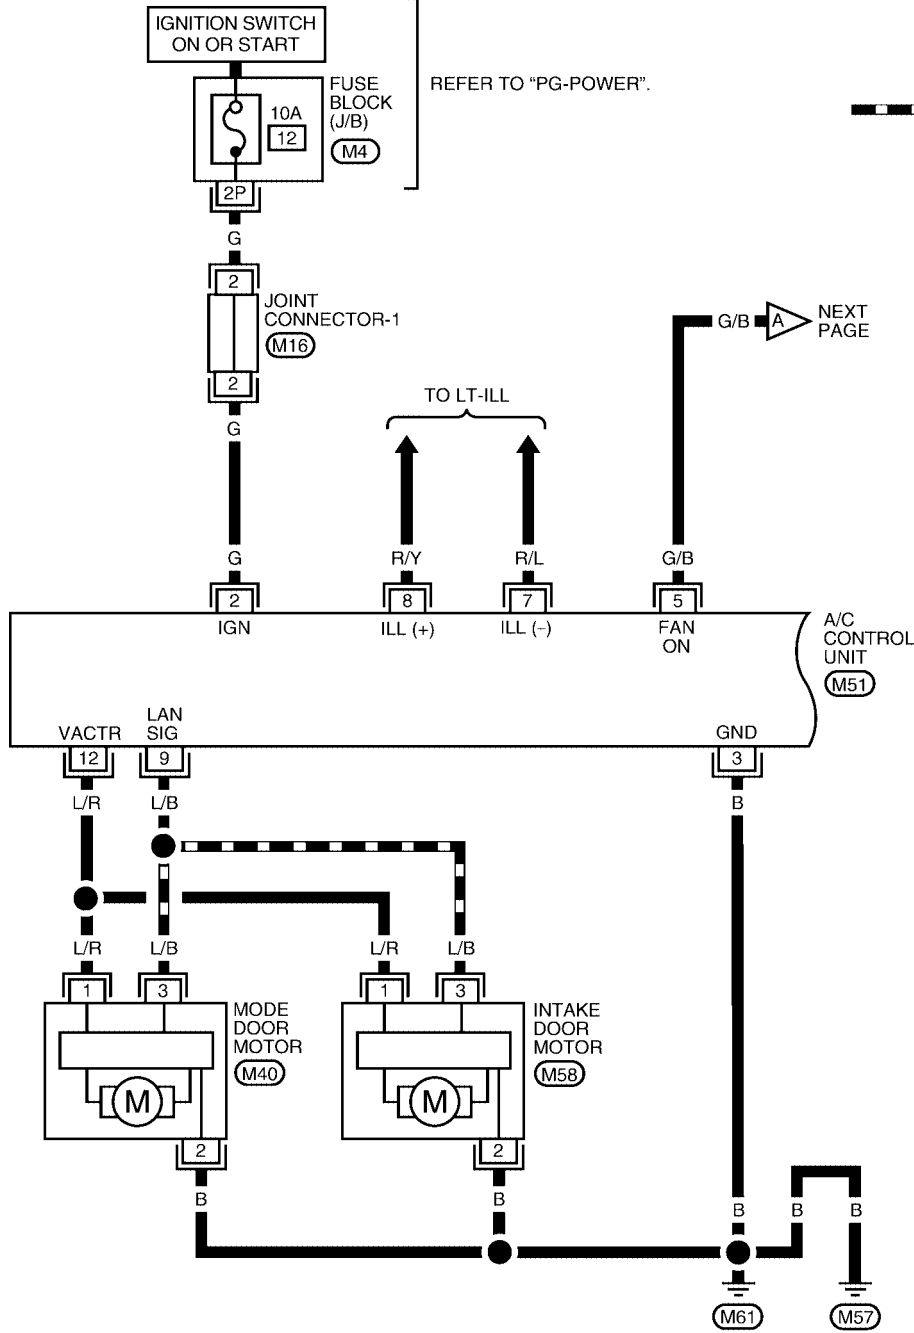 IGNITION SWITCH
ON OR START
FUSE
BLOCK
(J/B)
M4
10A
12
REFER TO “PG-POWER”.
2P
G
2
JOINT
CONNECTOR-1
M16
2
G
G/B
A
NEXT
PAGE
TO LT-ILL
G
R/Y
R/L
G/B
2
8
7
5
IGN
ILL (+)
ILL (-)
FAN
ON
A/C
CONTROL
UNIT
M51
VACTR
LAN
SIG
GND
12
9
3
L/R
L/B
B
L/R
L/B
L/R
L/B
1
3
1
3
MODE
DOOR
MOTOR
M40
INTAKE
DOOR
MOTOR
M58
M
M
2
2
B
B
B
B
B
M61
M57